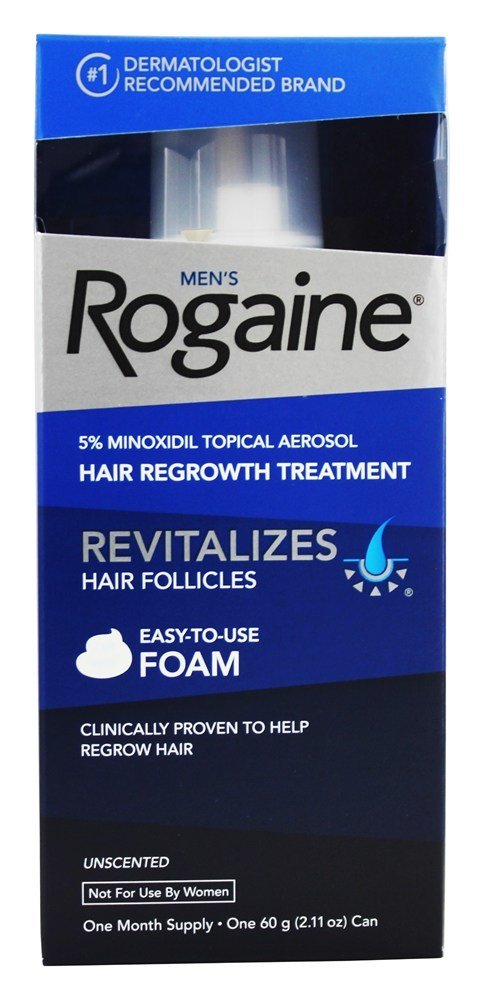 #1 DERMATOLOGIST
RECOMMENDED BRAND
MEN'S
Rogaine®
5% MINOXIDIL TOPICAL AEROSOL
HAIR REGROWTH TREATMENT
REVITALIZES
HAIR FOLLICLES
®
EASY-TO-USE
FOAM
CLINICALLY PROVEN TO HELP
REGROW HAIR
UNSCENTED
Not For Use By Women
One Month Supply • One 60 g (2.11 oz) Can